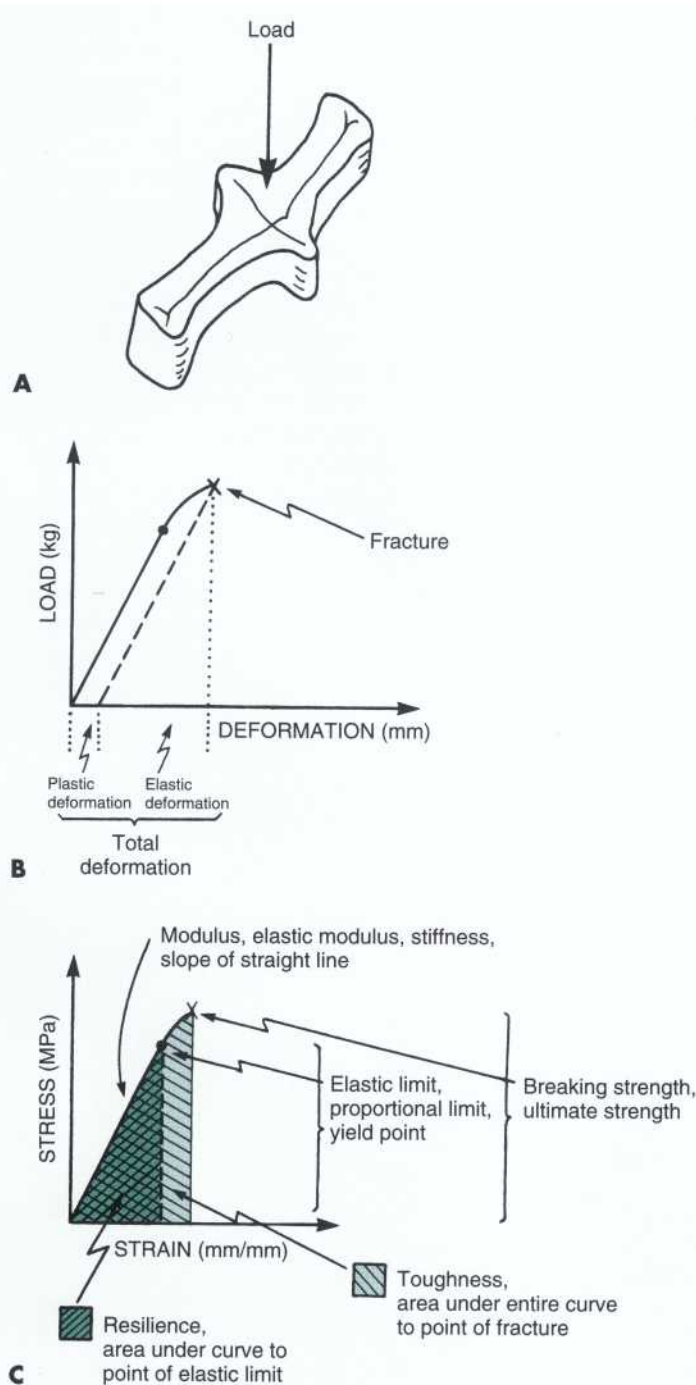 Load
A
LOAD (kg)
Fracture
DEFORMATION (mm)
Plastic
deformation
Elastic
deformation
Total
deformation
B
Modulus, elastic modulus, stiffness,
slope of straight line
STRESS (MPa)
Elastic limit,
proportional limit,
yield point
Breaking strength,
ultimate strength
STRAIN (mm/mm)
Toughness,
area under entire curve
to point of fracture
Resilience,
area under curve to
point of elastic limit
C